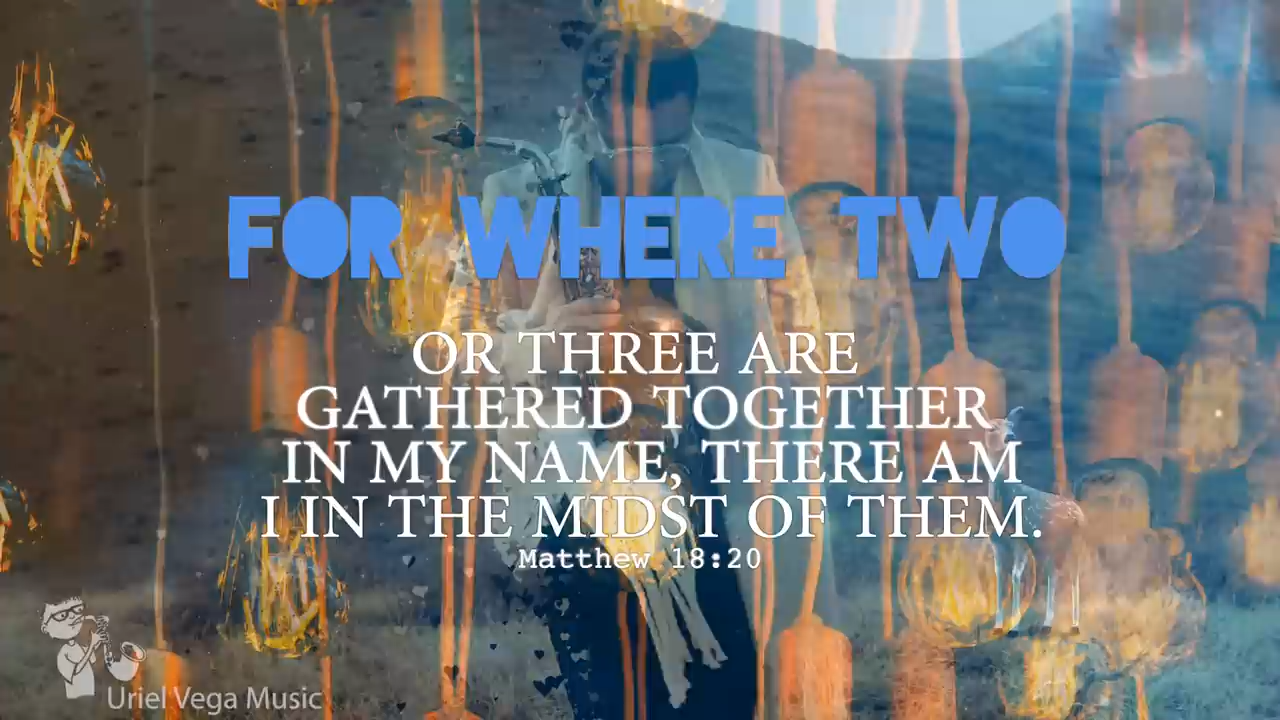 FOR WHERE TWO
OR THREE ARE
GATHERED TOGETHER
IN MY NAME, THERE AM
I IN THE MIDST OF THEM.
Matthew 18:20
Uriel Vega Music